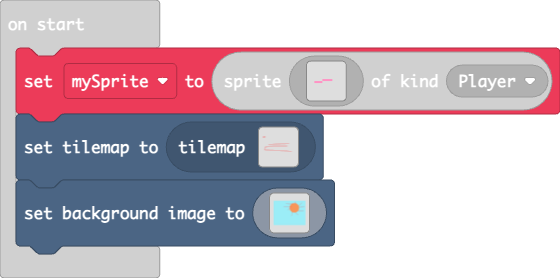 on start
set mySprite to sprite of kind Player
set tilemap to tilemap
set background image to